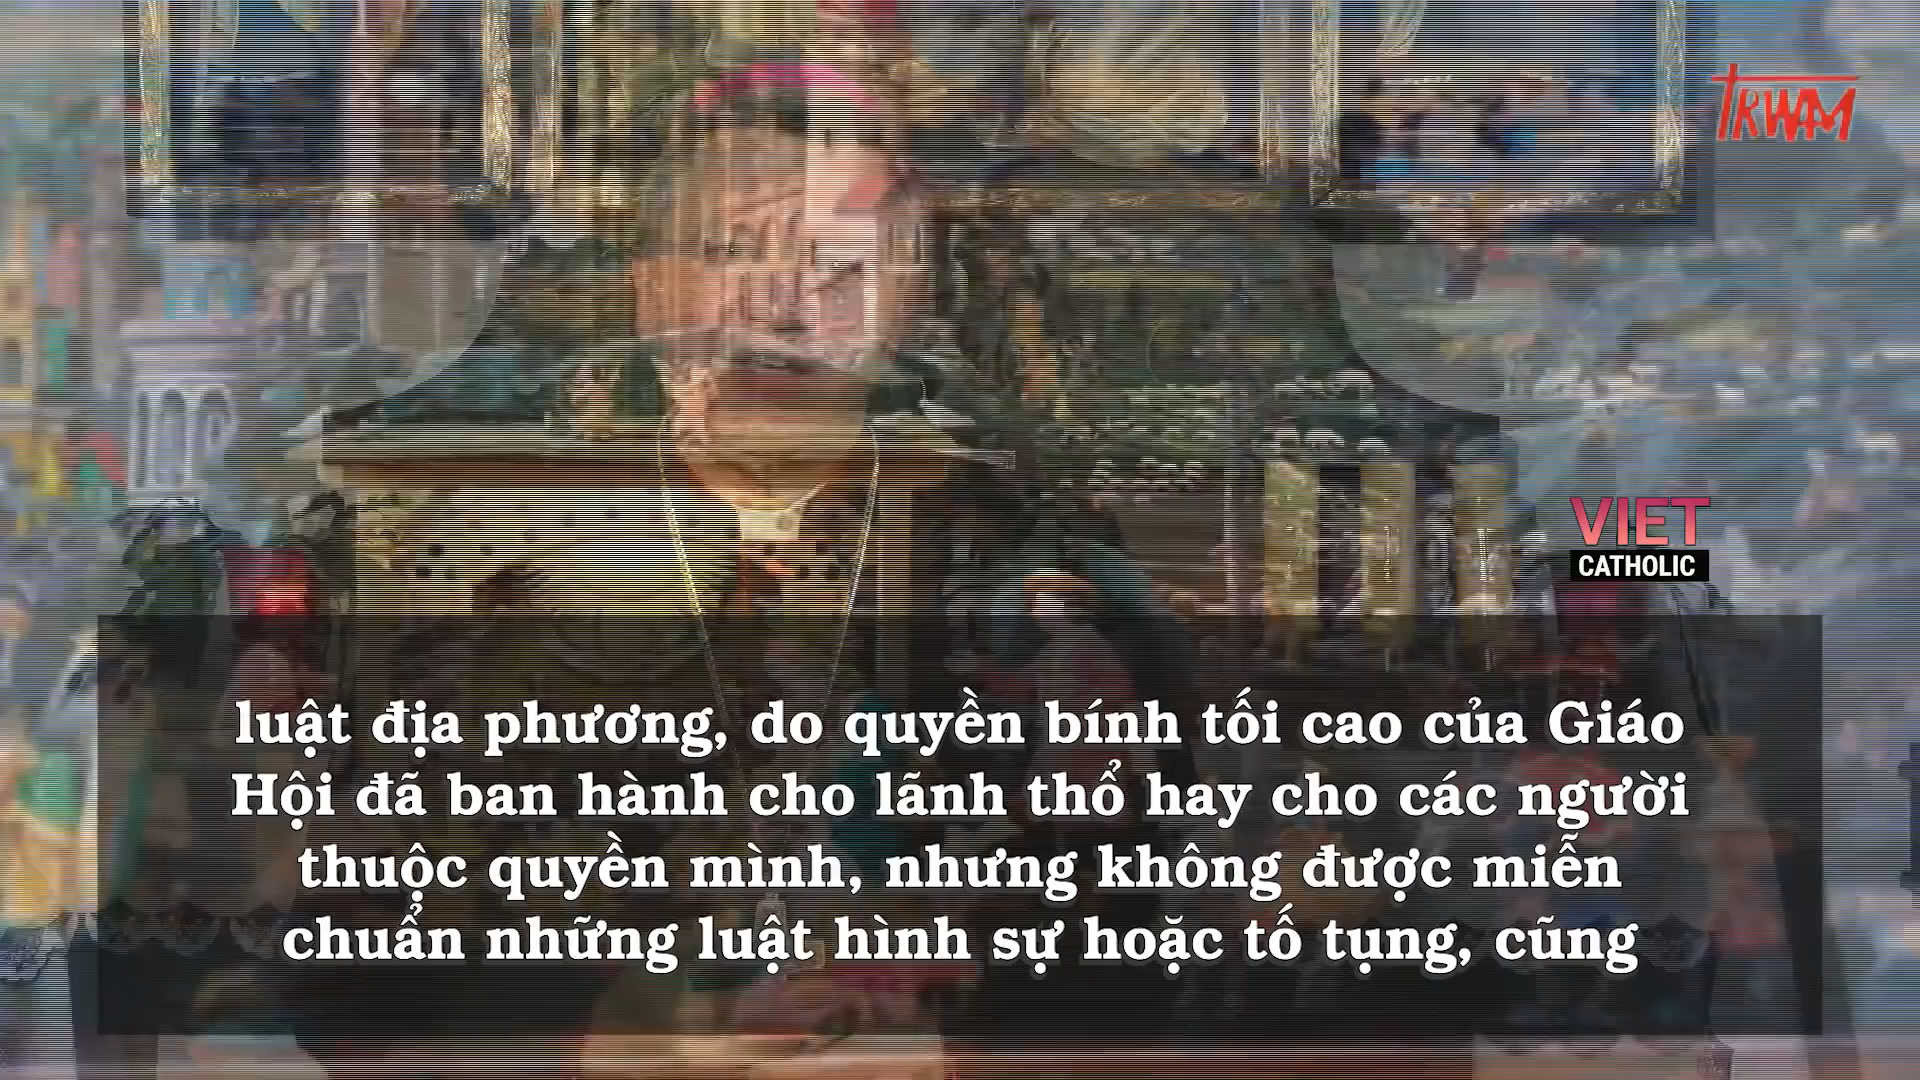 TRWAM
VIET
CATHOLIC
luật địa phương, do quyền bính tối cao của Giáo
Hội đã ban hành cho lãnh thổ hay cho các người
thuộc quyền mình, nhưng không được miễn
chuẩn những luật hình sự hoặc tố tụng, cũng